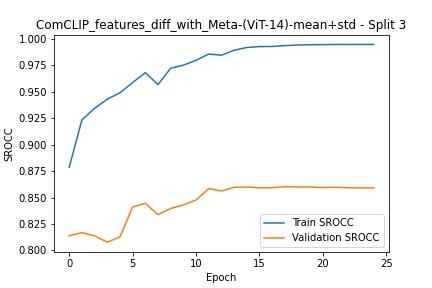 ComCLIP_features_diff_with_Meta-(ViT-14)-mean+std - Split 3
1.000
0.975
0.950
0.925
0.900
0.875
0.850
0.825
0.800
SROCC
Train SROCC
Validation SROCC
0 5 10 15 20 25
Epoch